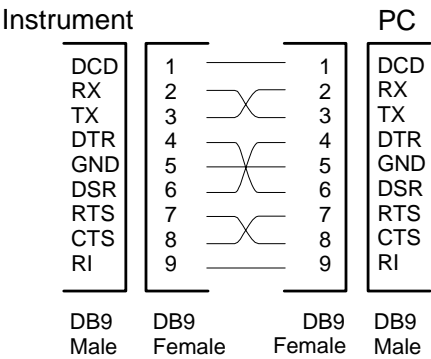 Instrument PC
DCD 1 1 DCD
RX 2 2 RX
TX 3 3 TX
DTR 4 4 DTR
GND 5 5 GND
DSR 6 6 DSR
RTS 7 7 RTS
CTS 8 8 CTS
RI 9 9 RI
DB9 DB9 DB9 DB9
Male Female Female Male